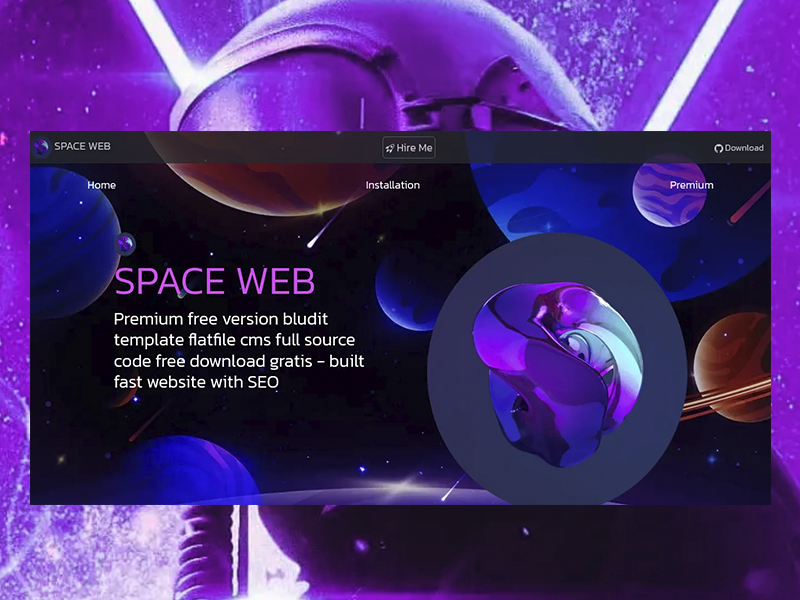 SPACE WEB
Hire Me
Download
Home
Installation
Premium
SPACE WEB
Premium free version bludit
template flatfile cms full source
code free download gratis - built
fast website with SEO